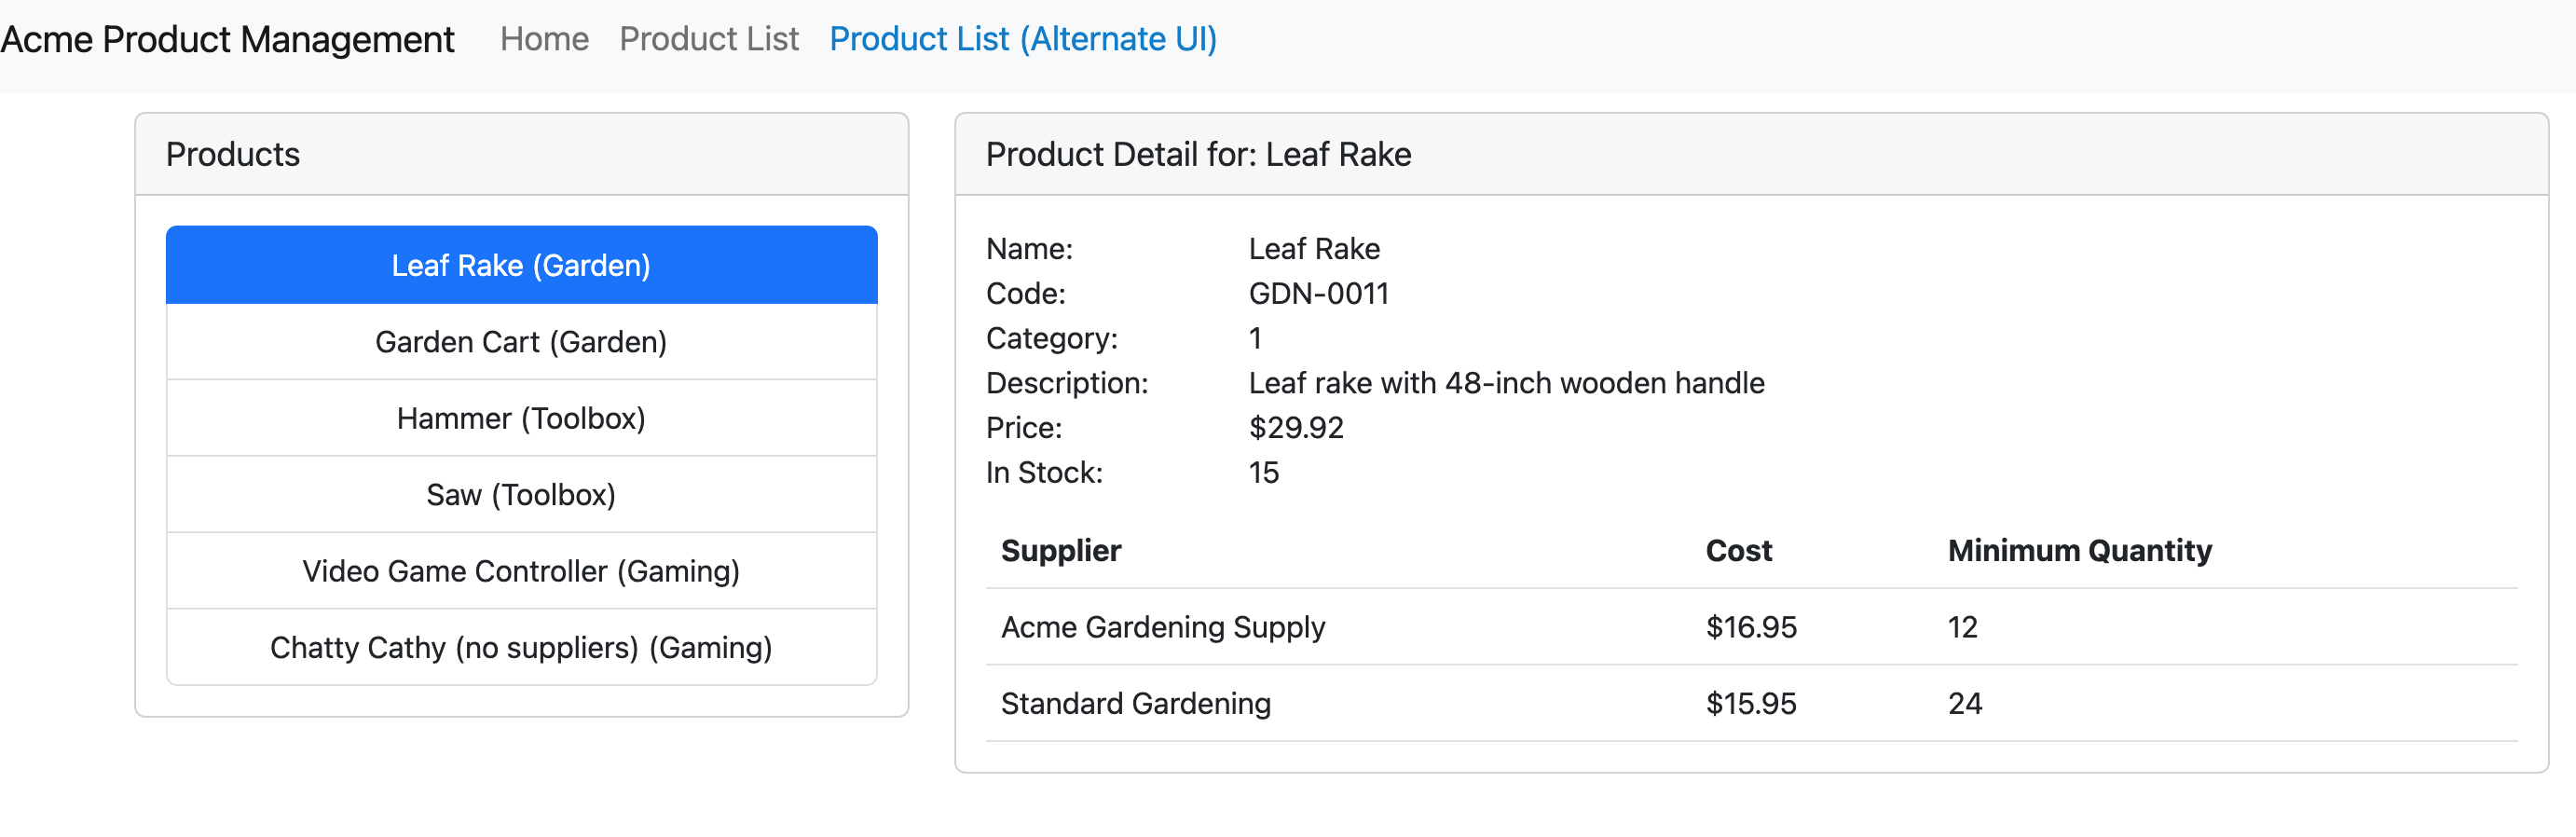 Acme Product Management Home Product List Product List (Alternate UI)
Products
Leaf Rake (Garden)
Garden Cart (Garden)
Hammer (Toolbox)
Saw (Toolbox)
Video Game Controller (Gaming)
Chatty Cathy (no suppliers) (Gaming)
Product Detail for: Leaf Rake
Name: Leaf Rake
Code: GDN-0011
Category: 1
Description: Leaf rake with 48-inch wooden handle
Price: $29.92
In Stock: 15
Supplier Cost Minimum Quantity
Acme Gardening Supply $16.95 12
Standard Gardening $15.95 24